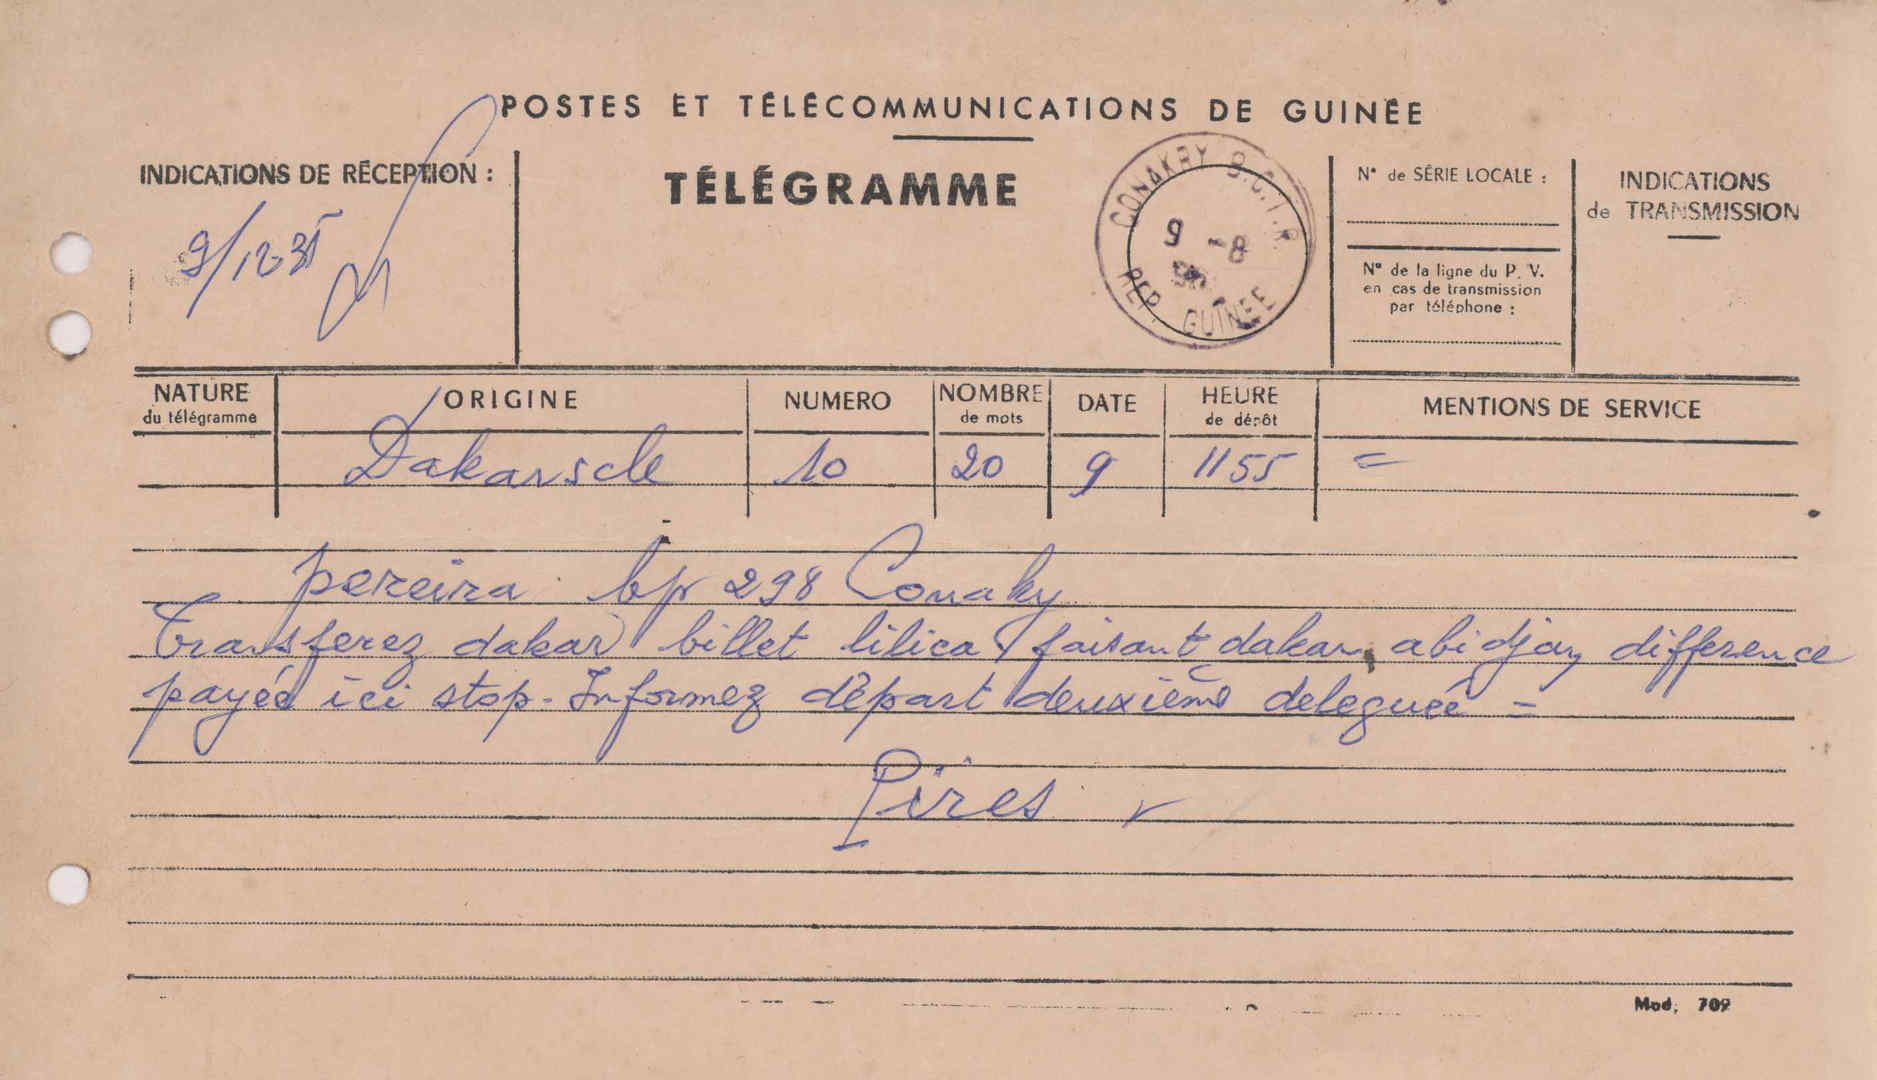 POSTES ET TÉLÉCOMMUNICATIONS DE GUINÉE
INDICATIONS DE RÉCEPTION :
9/1235
TÉLÉGRAMME
CONAKRY
9 -8
REP. GUINEE
N° de SÉRIE LOCALE :
N° de la ligne du P. V.
en cas de transmission
par téléphone :
INDICATIONS
de TRANSMISSION
NATURE
du télégramme
ORIGINE
NUMERO
NOMBRE
de mots
DATE
HEURE
de dépôt
MENTIONS DE SERVICE
Dakarscle 10 20 9 1155 =
pereira bp 298 Conaky
Transferez dakar billet lilica faisant dakar abidjan difference
payée ici stop - Informez départ deuxième deleguée =
Pires
Mod. 709